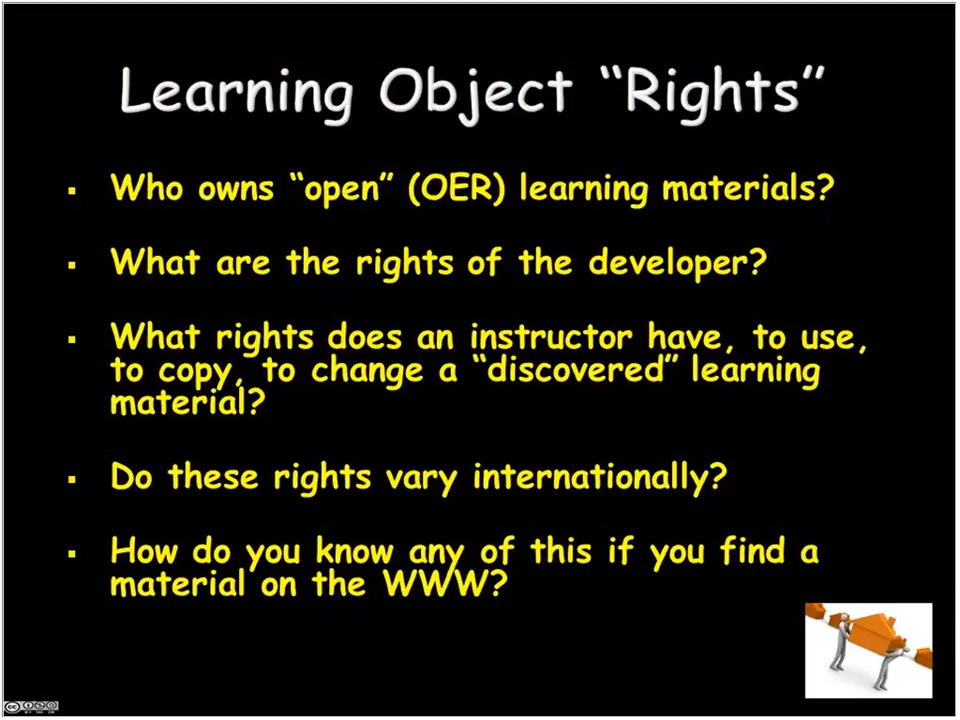 Learning Object “Rights”
▪ Who owns “open” (OER) learning materials?
▪ What are the rights of the developer?
▪ What rights does an instructor have, to use,
to copy, to change a “discovered” learning
material?
▪ Do these rights vary internationally?
▪ How do you know any of this if you find a
material on the WWW?